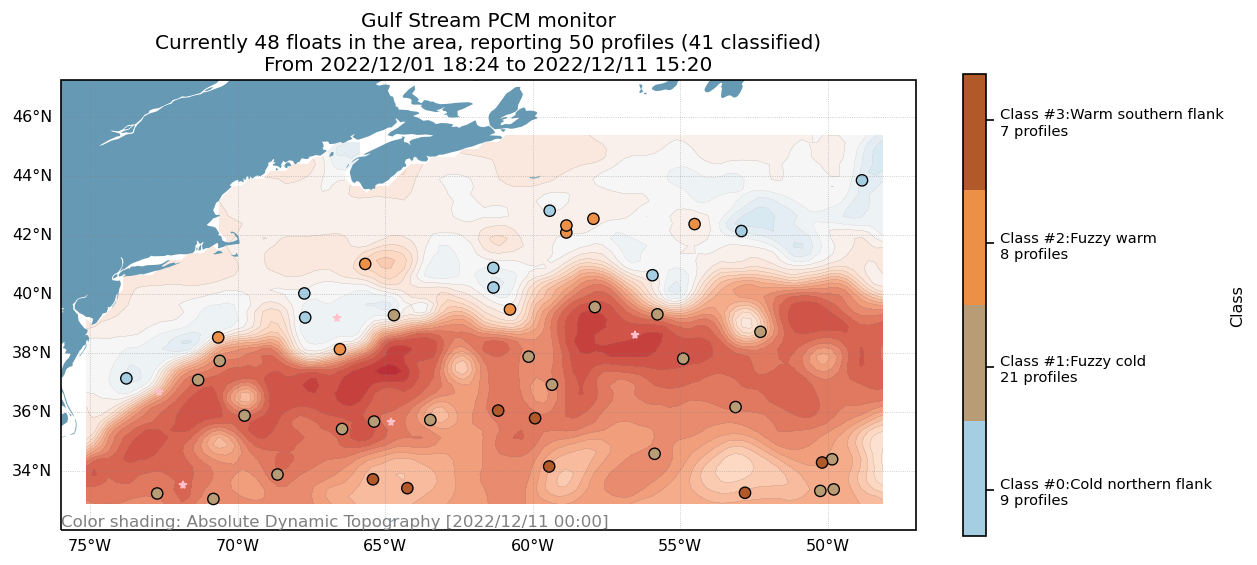 Gulf Stream PCM monitor
Currently 48 floats in the area, reporting 50 profiles (41 classified)
From 2022/12/01 18:24 to 2022/12/11 15:20
46°N
44°N
42°N
40°N
38°N
36°N
34°N
Color shading: Absolute Dynamic Topography [2022/12/11 00:00]
75°W
70°W
65°W
60°W
55°W
50°W
Class #3:Warm southern flank
7 profiles
Class #2:Fuzzy warm
8 profiles
Class #1:Fuzzy cold
21 profiles
Class #0:Cold northern flank
9 profiles
Class